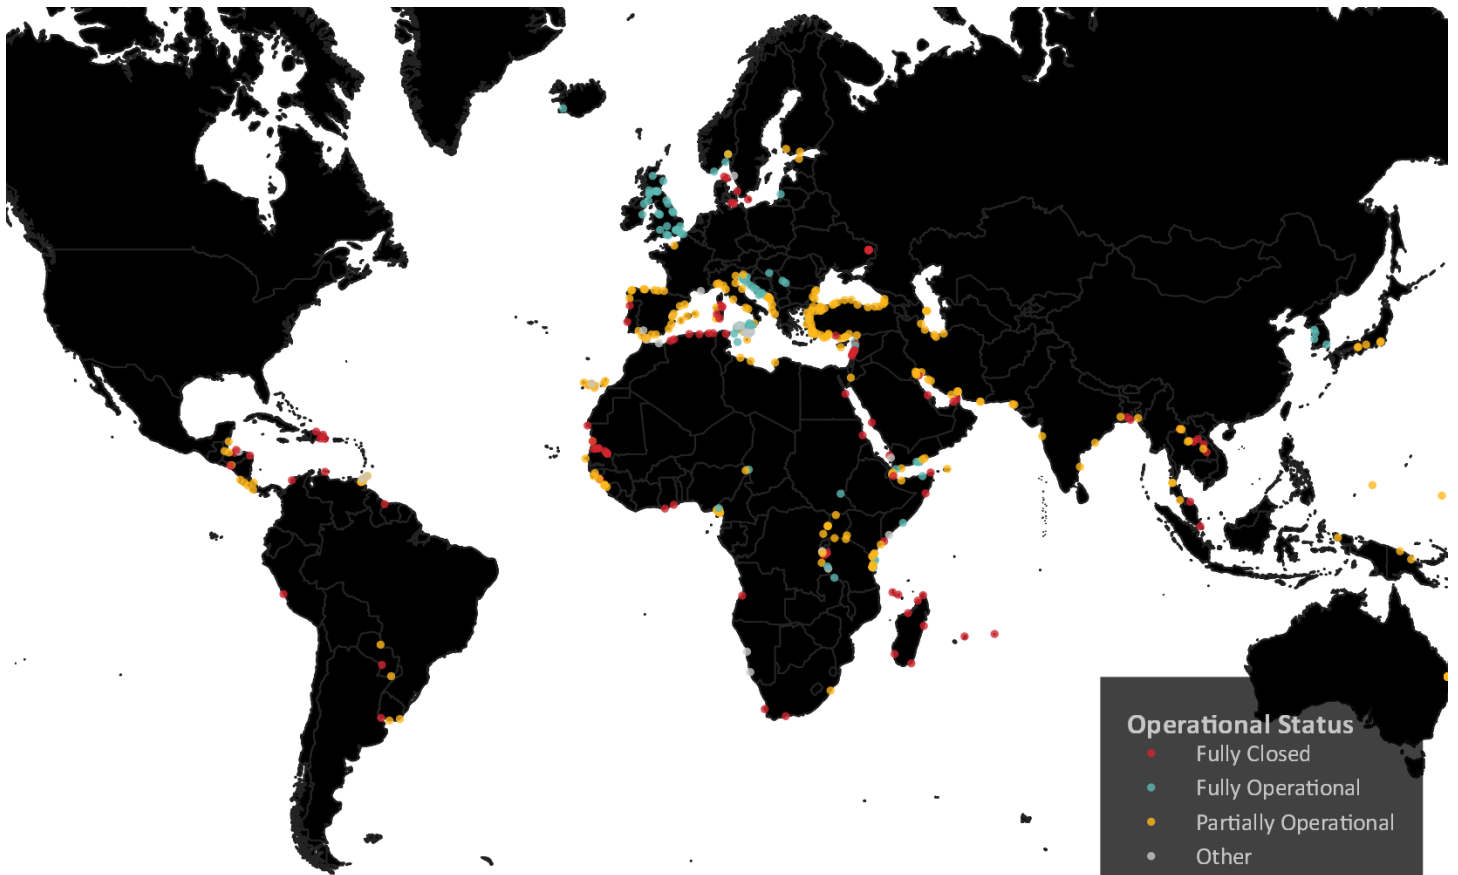 Operational Status
Fully Closed
Fully Operational
Partially Operational
Other